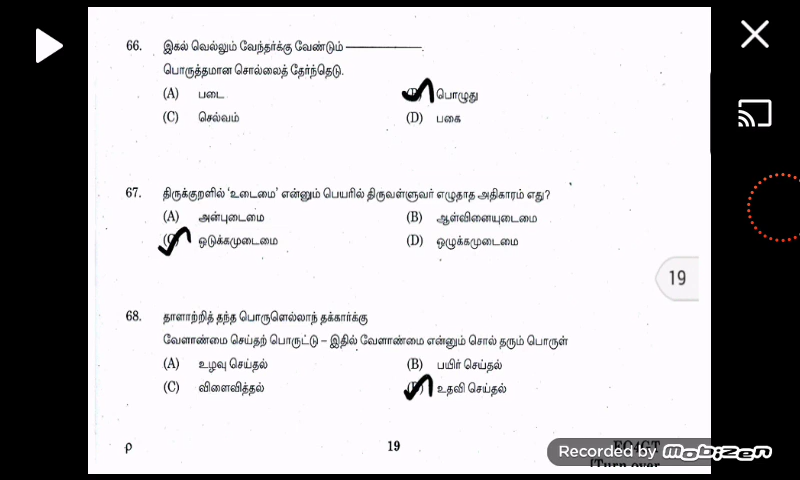 66. இகல் வெல்லும் வேந்தர்க்கு வேண்டும் ————.
பொருத்தமான சொல்லைத் தேர்ந்தெடு.
(A) படை (B) பொழுது
(C) செல்வம் (D) பகை
67. திருக்குறளில் ‘உடைமை’ என்னும் பெயரில் திருவள்ளுவர் எழுதாத அதிகாரம் எது?
(A) அன்புடைமை (B) ஆள்வினையுடைமை
(C) ஒடுக்கமுடைமை (D) ஒழுக்கமுடைமை
19
68. தாளாற்றித் தந்த பொருளெல்லாந் தக்கார்க்கு
வேளாண்மை செய்தற் பொருட்டு – இதில் வேளாண்மை என்னும் சொல் தரும் பொருள்
(A) உழவு செய்தல் (B) பயிர் செய்தல்
(C) விளைவித்தல் உதவி செய்தல்
ρ 19
Recorded by mobizen
[Turn over